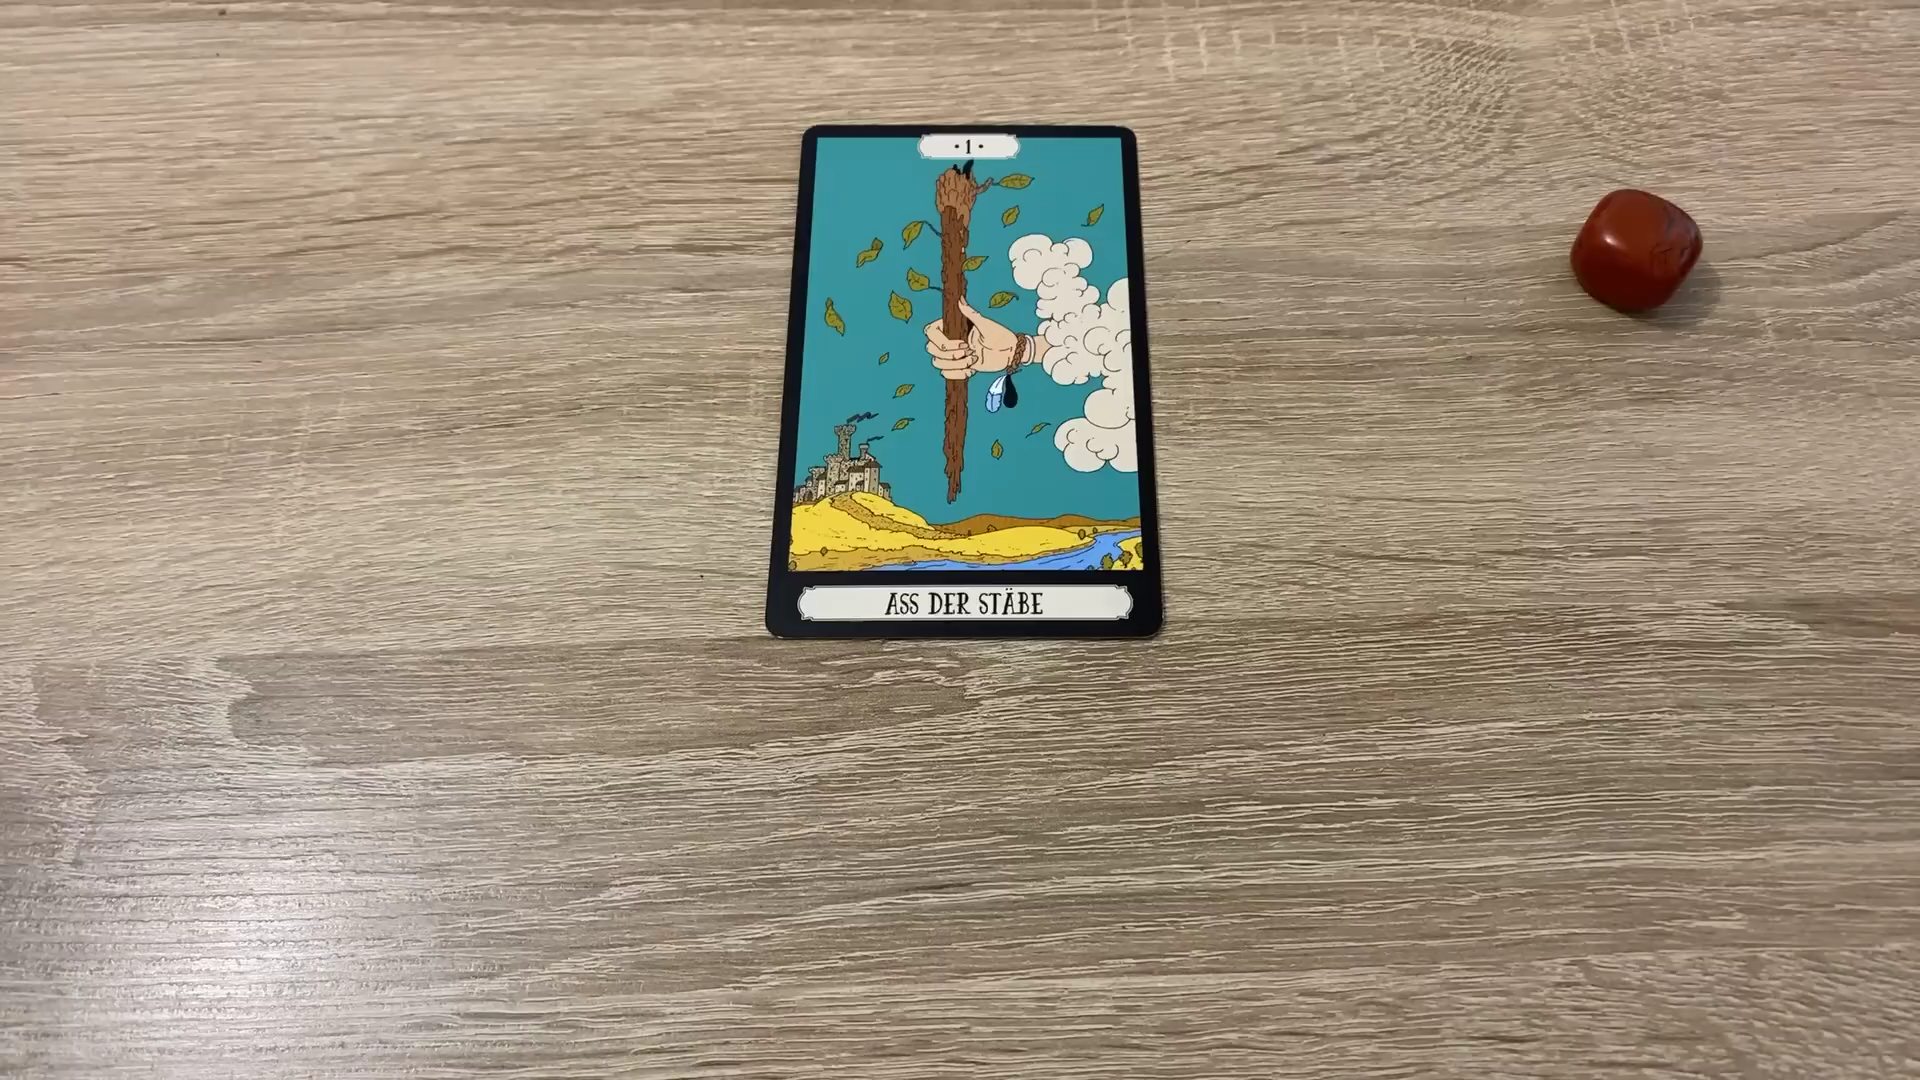 • 1 •
ASS DER STÄBE